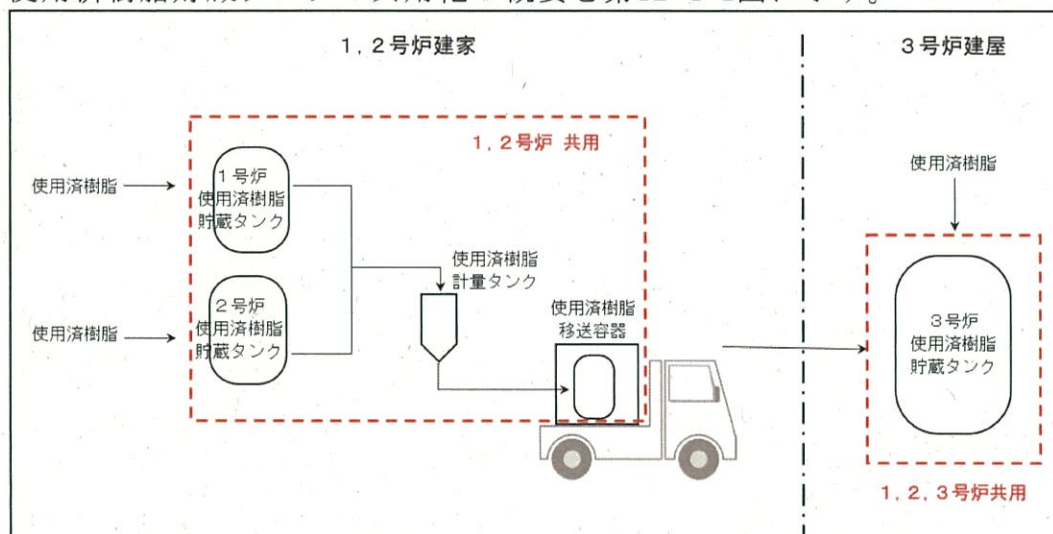 1,2号炉建家
3号炉建屋
1,2号炉 共用
使用済樹脂
1号炉
使用済樹脂
貯蔵タンク
使用済樹脂
計量タンク
使用済樹脂
2号炉
使用済樹脂
貯蔵タンク
使用済樹脂
移送容器
使用済樹脂
3号炉
使用済樹脂
貯蔵タンク
1,2,3号炉共用